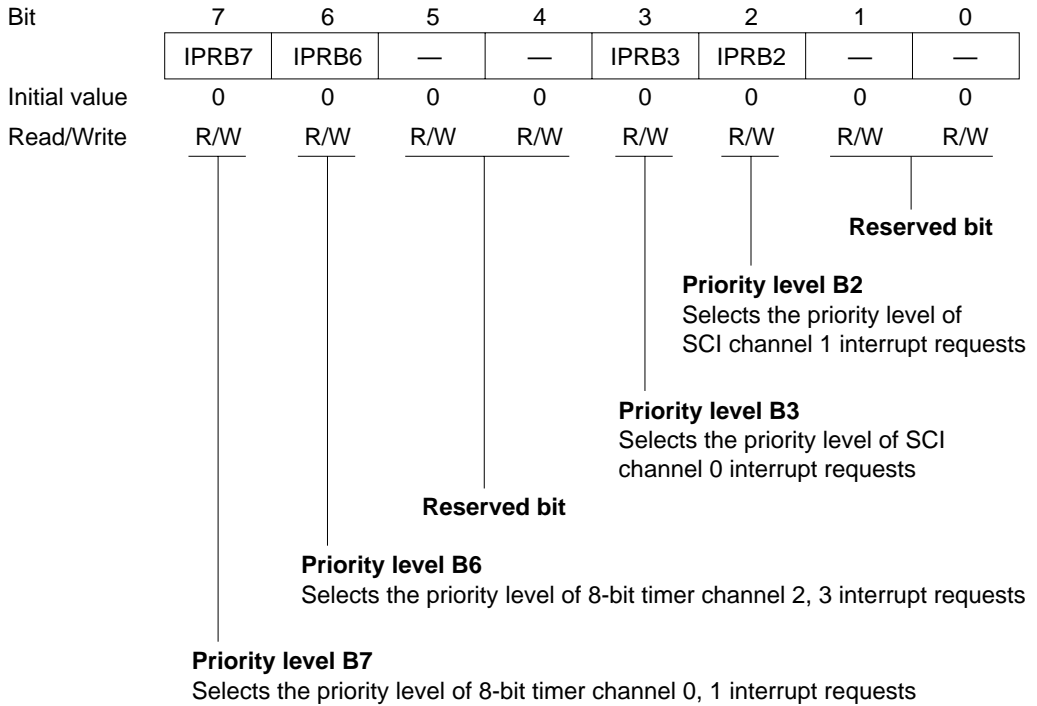 Bit 7 6 5 4 3 2 1 0
IPRB7 IPRB6 — — IPRB3 IPRB2 — —
Initial value 0 0 0 0 0 0 0 0
Read/Write R/W R/W R/W R/W R/W R/W R/W R/W
Reserved bit
Priority level B2
Selects the priority level of
SCI channel 1 interrupt requests
Priority level B3
Selects the priority level of SCI
channel 0 interrupt requests
Reserved bit
Priority level B6
Selects the priority level of 8-bit timer channel 2, 3 interrupt requests
Priority level B7
Selects the priority level of 8-bit timer channel 0, 1 interrupt requests